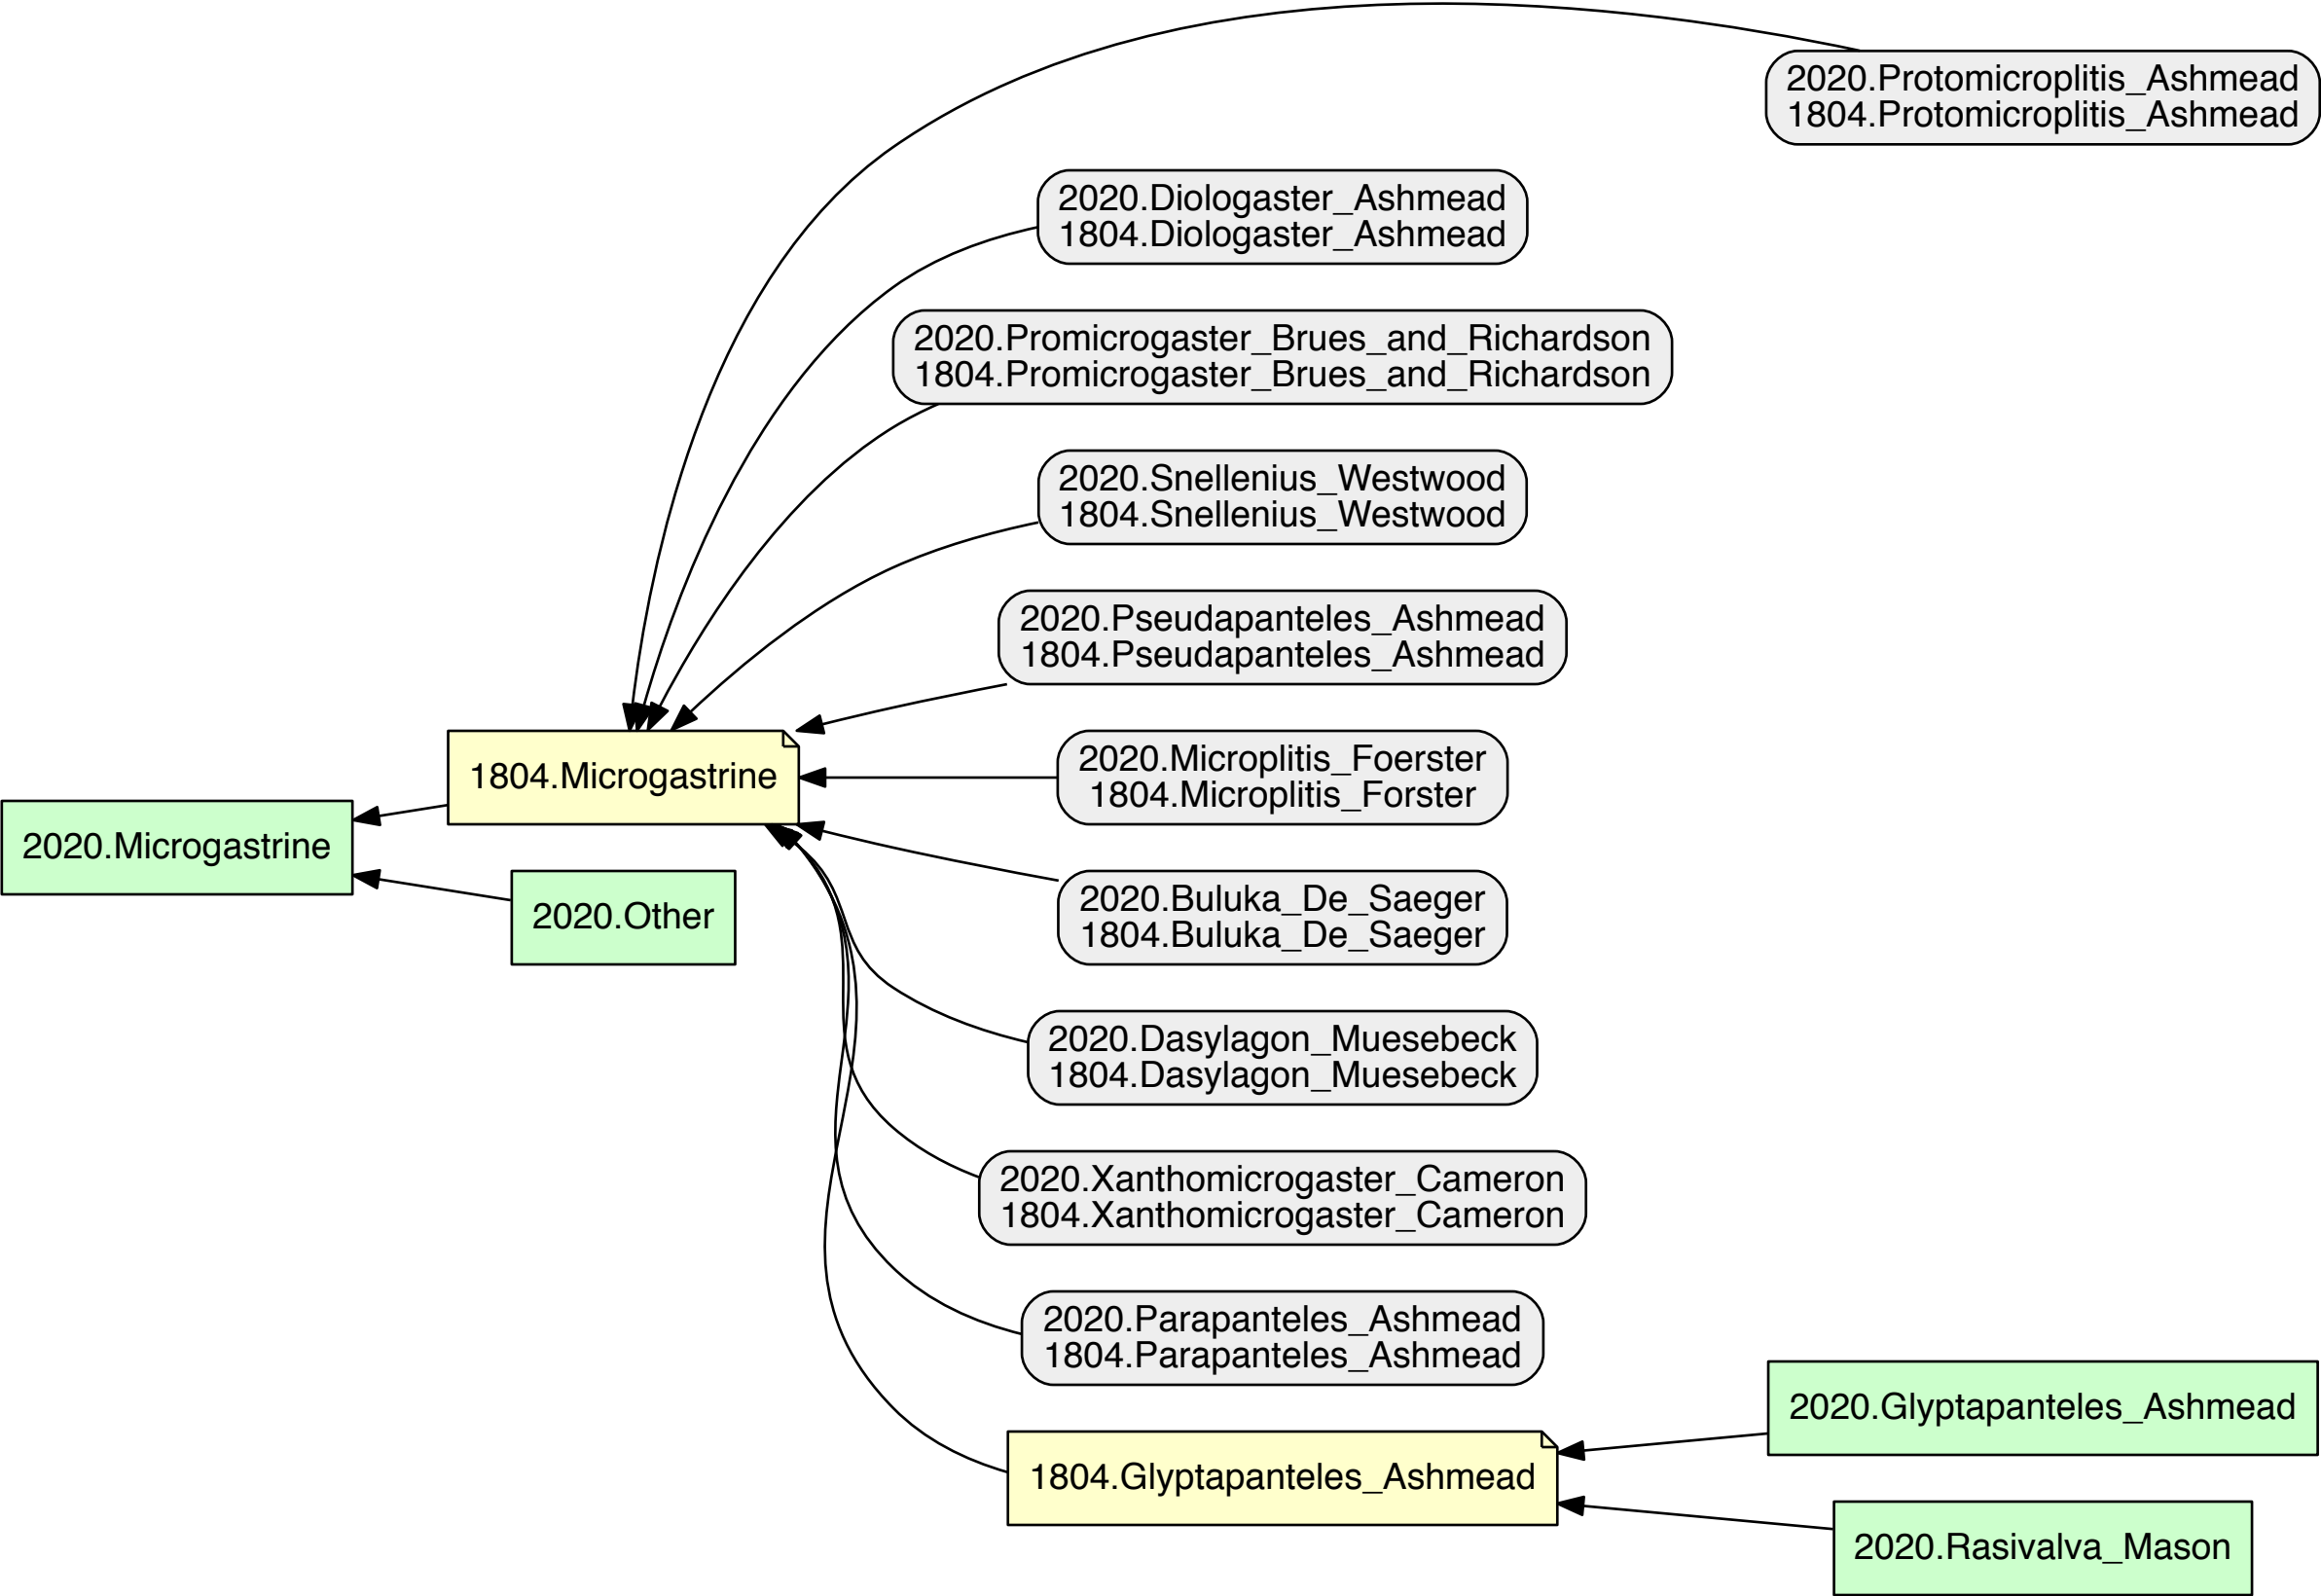 2020.Protomicroplitis_Ashmead
1804.Protomicroplitis_Ashmead
2020.Diologaster_Ashmead
1804.Diologaster_Ashmead
2020.Promicrogaster_Brues_and_Richardson
1804.Promicrogaster_Brues_and_Richardson
2020.Snellenius_Westwood
1804.Snellenius_Westwood
2020.Pseudapanteles_Ashmead
1804.Pseudapanteles_Ashmead
1804.Microgastrine
2020.Microplitis_Foerster
1804.Microplitis_Forster
2020.Microgastrine
2020.Other
2020.Buluka_De_Saeger
1804.Buluka_De_Saeger
2020.Dasylagon_Muesebeck
1804.Dasylagon_Muesebeck
2020.Xanthomicrogaster_Cameron
1804.Xanthomicrogaster_Cameron
2020.Parapanteles_Ashmead
1804.Parapanteles_Ashmead
2020.Glyptapanteles_Ashmead
1804.Glyptapanteles_Ashmead
2020.Rasivalva_Mason